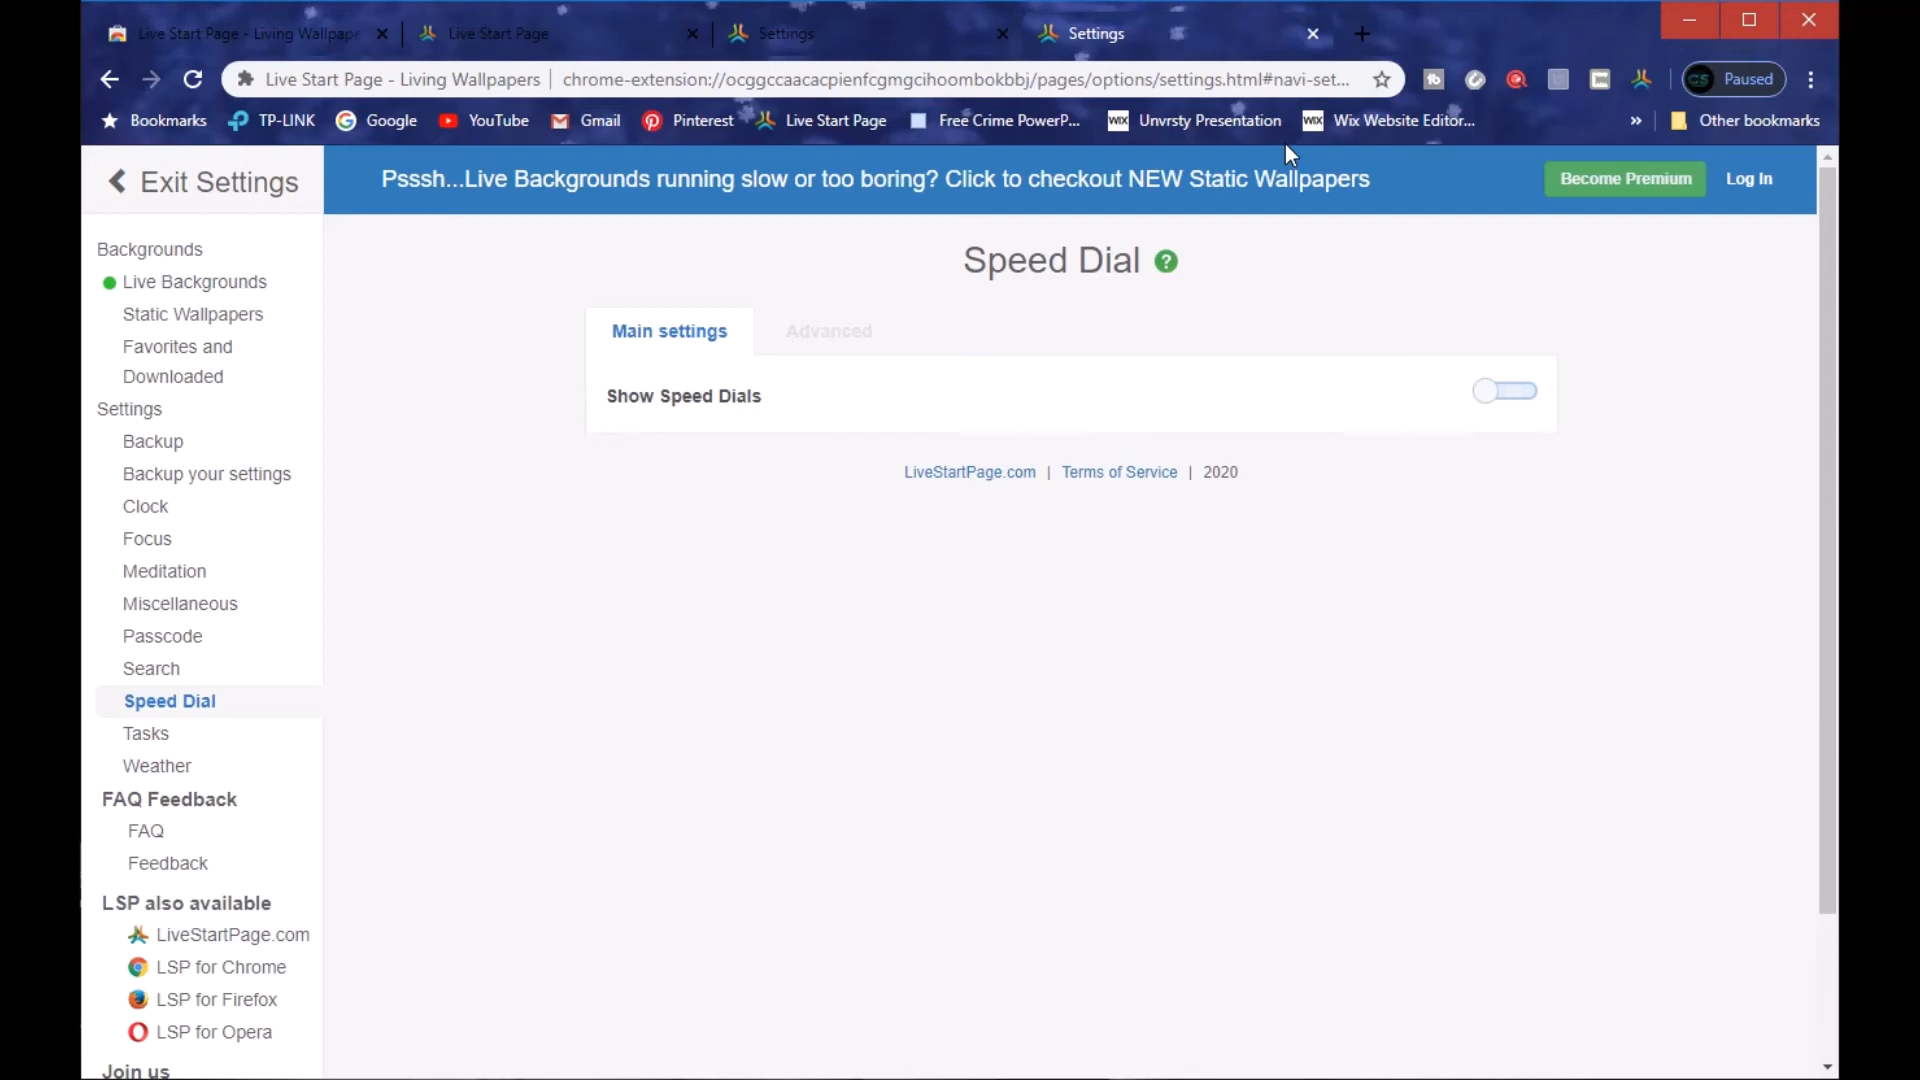 Live Start Page - Living Wallpape
Live Start Page
Settings
Settings
Live Start Page - Living Wallpapers
chrome-extension://ocggccaacacpienfcgmgcihoombokbbj/pages/options/settings.html#navi-set...
CS
Paused
Bookmarks
TP-LINK
Google
YouTube
Gmail
Pinterest
Live Start Page
Free Crime PowerP...
WIX
Unvrsty Presentation
WIX
Wix Website Editor...
»
Other bookmarks
Exit Settings
Psssh...Live Backgrounds running slow or too boring? Click to checkout NEW Static Wallpapers
Become Premium
Log In
Backgrounds
Live Backgrounds
Static Wallpapers
Favorites and
Downloaded
Settings
Backup
Backup your settings
Clock
Focus
Meditation
Miscellaneous
Passcode
Search
Speed Dial
Tasks
Weather
FAQ Feedback
FAQ
Feedback
LSP also available
LiveStartPage.com
LSP for Chrome
LSP for Firefox
LSP for Opera
Join us
Speed Dial ?
Main settings
Advanced
Show Speed Dials
LiveStartPage.com | Terms of Service | 2020